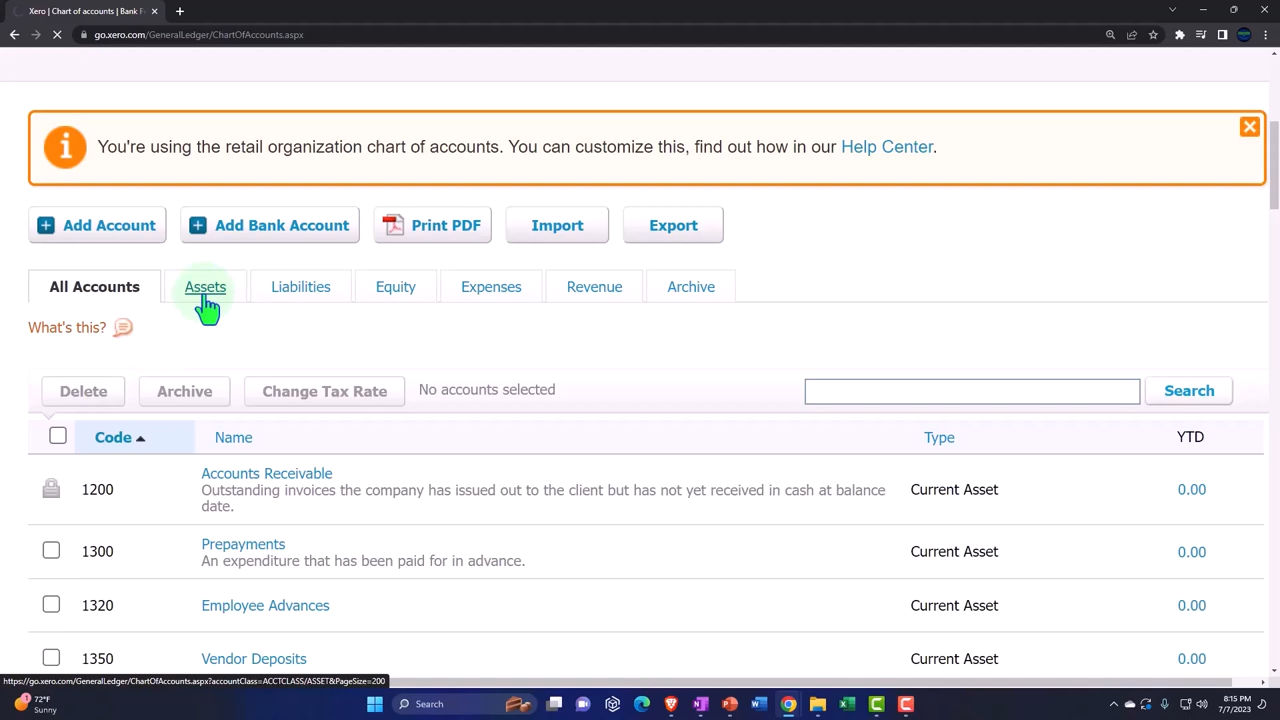 Xero | Chart of accounts | Bank F
go.xero.com/GeneralLedger/ChartOfAccounts.aspx
You're using the retail organization chart of accounts. You can customize this, find out how in our Help Center.
Add Account Add Bank Account Print PDF Import Export
All Accounts Assets Liabilities Equity Expenses Revenue Archive
What's this?
Delete Archive Change Tax Rate No accounts selected Search
Code Name Type YTD
Accounts Receivable
1200 Outstanding invoices the company has issued out to the client but has not yet received in cash at balance Current Asset 0.00
date.
Prepayments
1300 An expenditure that has been paid for in advance. Current Asset 0.00
1320 Employee Advances Current Asset 0.00
1350 Vendor Deposits Current Asset 0.00
https://go.xero.com/GeneralLedger/ChartOfAccounts.aspx?accountClass=ACCTCLASS/ASSET&PageSize=200
72°F
Sunny
Search
8:15 PM
7/7/2023